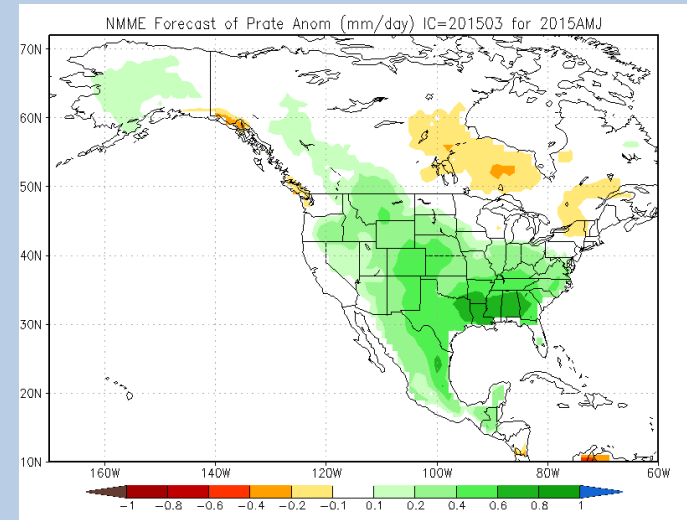 NMME Forecast of Prate Anom (mm/day) IC=201503 for 2015AMJ
70N
60N
50N
40N
30N
20N
10N
160W 140W 120W 100W 80W 60W
-1 -0.8 -0.6 -0.4 -0.2 -0.1 0.1 0.2 0.4 0.6 0.8 1